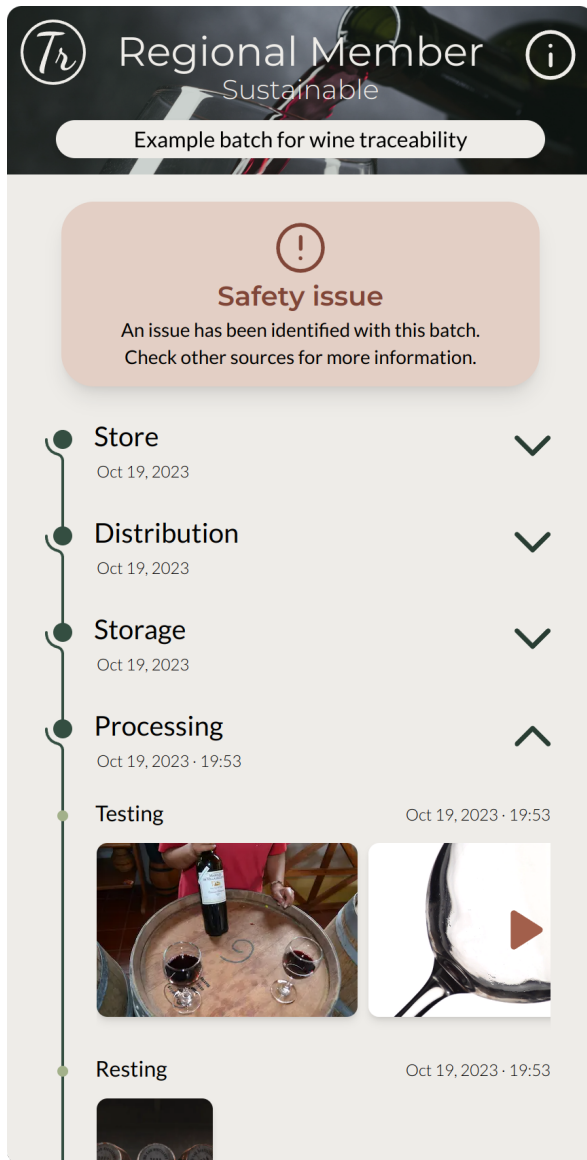 Tr
Regional Member
Sustainable
Example batch for wine traceability
Safety issue
An issue has been identified with this batch.
Check other sources for more information.
Store
Oct 19, 2023
Distribution
Oct 19, 2023
Storage
Oct 19, 2023
Processing
Oct 19, 2023 · 19:53
Testing
Oct 19, 2023 · 19:53
Resting
Oct 19, 2023 · 19:53